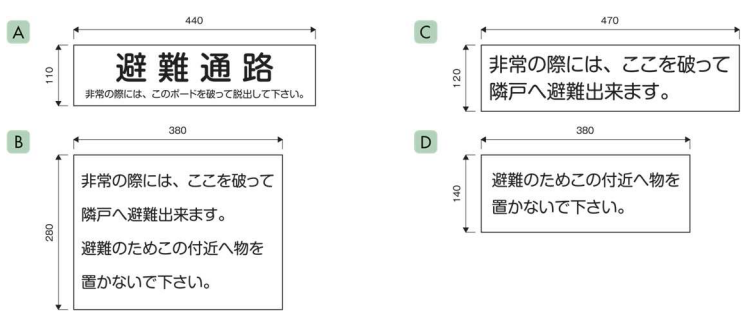 A
440
110
避難通路
非常の際には、このボードを破って脱出して下さい。
B
380
280
非常の際には、ここを破って
隣戸へ避難出来ます。
避難のためこの付近へ物を
置かないで下さい。
C
470
120
非常の際には、ここを破って
隣戸へ避難出来ます。
D
380
140
避難のためこの付近へ物を
置かないで下さい。